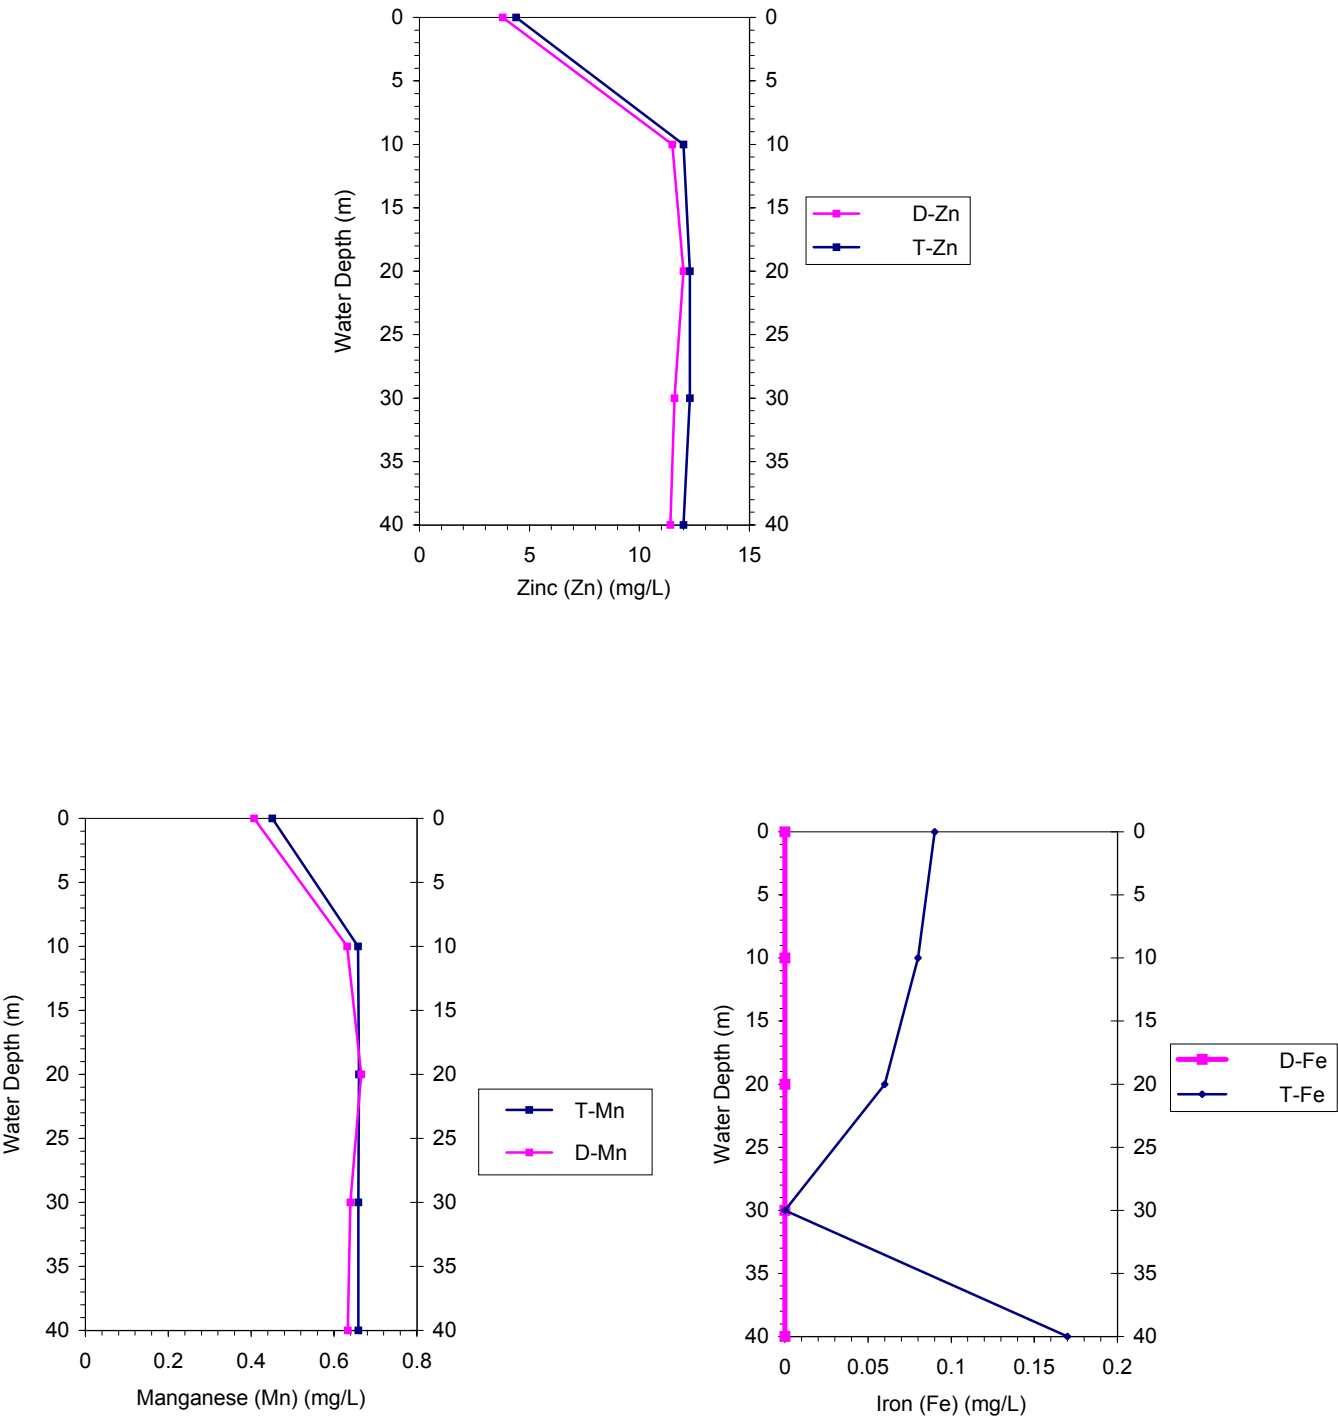 0 0
5 5
10 10
15 15
20 20
25 25
30 30
35 35
40 40
0 5 10 15
Zinc (Zn) (mg/L)
Water Depth (m)
D-Zn
T-Zn
0 0
5 5
10 10
15 15
20 20
25 25
30 30
35 35
40 40
0 0.2 0.4 0.6 0.8
Manganese (Mn) (mg/L)
Water Depth (m)
T-Mn
D-Mn
0 0
5 5
10 10
15 15
20 20
25 25
30 30
35 35
40 40
0 0.05 0.1 0.15 0.2
Iron (Fe) (mg/L)
Water Depth (m)
D-Fe
T-Fe